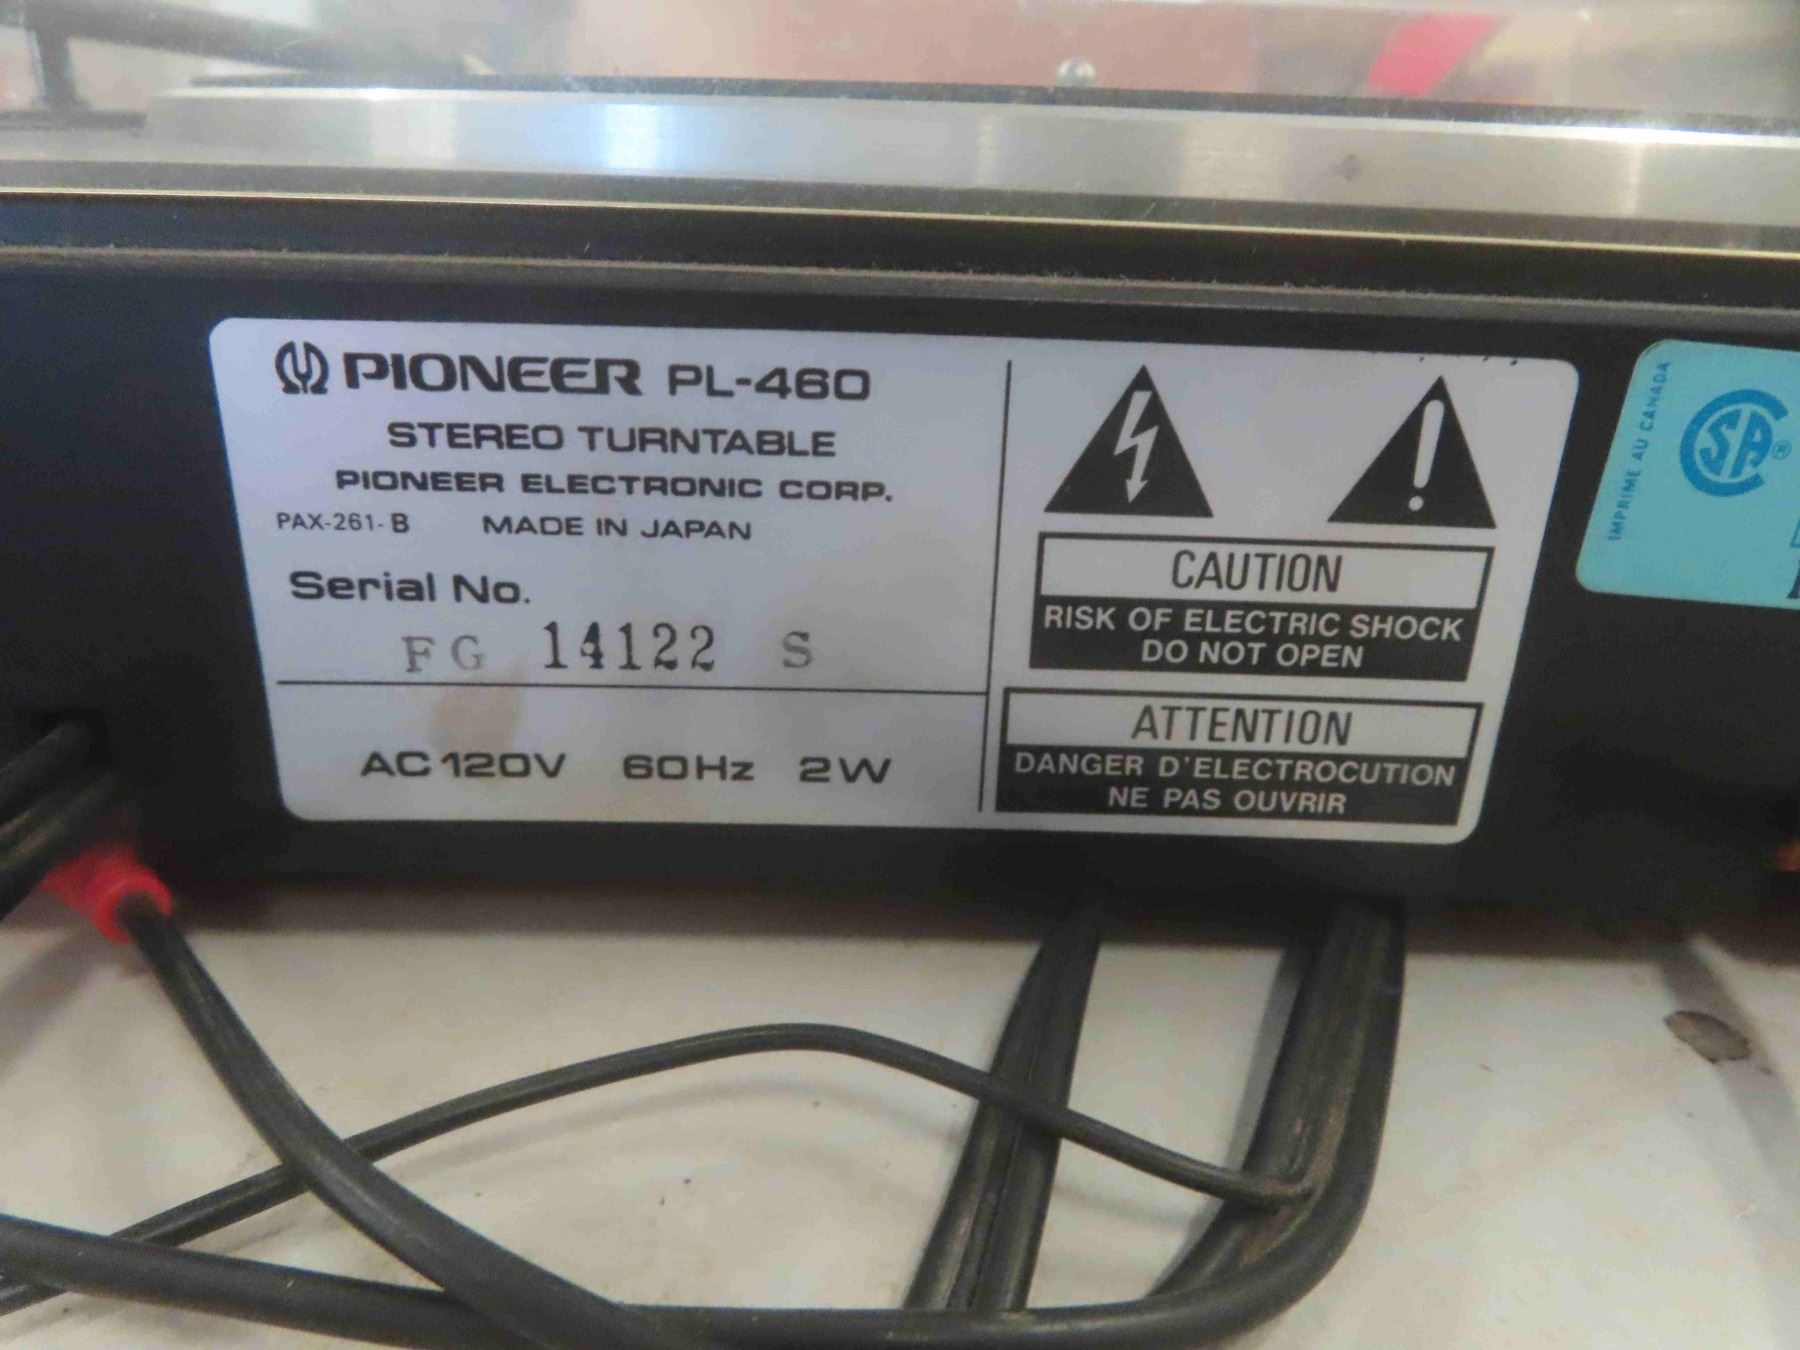 PIONEER PL-460
STEREO TURNTABLE
PIONEER ELECTRONIC CORP.
PAX-261-B MADE IN JAPAN
Serial No.
FG 14122 S
AC 120V 60Hz 2W
CAUTION
RISK OF ELECTRIC SHOCK
DO NOT OPEN
ATTENTION
DANGER D'ELECTROCUTION
NE PAS OUVRIR
IMPRIME AU CANADA
SA ®